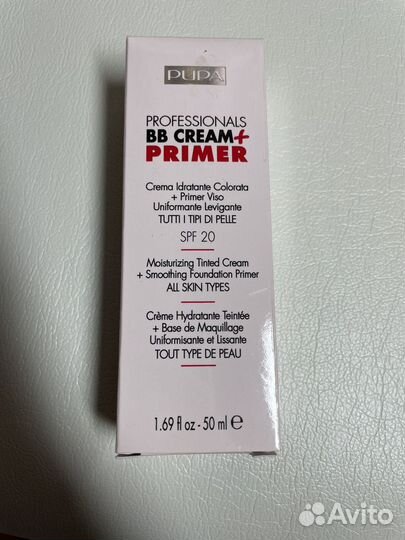 PUPA
PROFESSIONALS
BB CREAM+
PRIMER
Crema Idratante Colorata
+ Primer Viso
Uniformante Levigante
TUTTI I TIPI DI PELLE
SPF 20
Moisturizing Tinted Cream
+ Smoothing Foundation Primer
ALL SKIN TYPES
Crème Hydratante Teintée
+ Base de Maquillage
Uniformisante et Lissante
TOUT TYPE DE PEAU
1.69 fl oz - 50 ml ℮
Avito